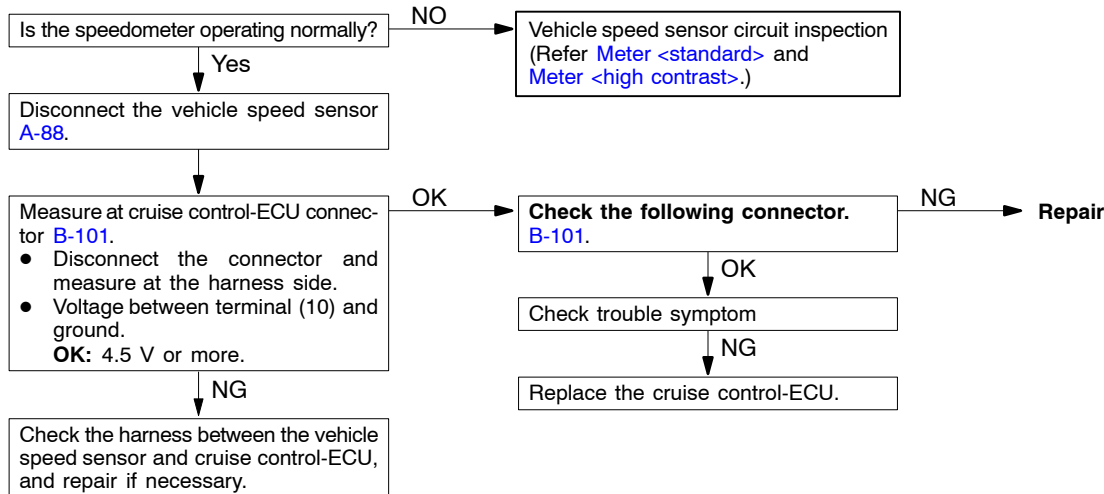 Is the speedometer operating normally?
NO
Vehicle speed sensor circuit inspection
(Refer Meter <standard> and
Meter <high contrast>.)
Yes
Disconnect the vehicle speed sensor
A-88.
Measure at cruise control-ECU connec-
tor B-101.
● Disconnect the connector and
measure at the harness side.
● Voltage between terminal (10) and
ground.
OK: 4.5 V or more.
OK
Check the following connector.
B-101.
NG
Repair
OK
Check trouble symptom
NG
Replace the cruise control-ECU.
NG
Check the harness between the vehicle
speed sensor and cruise control-ECU,
and repair if necessary.